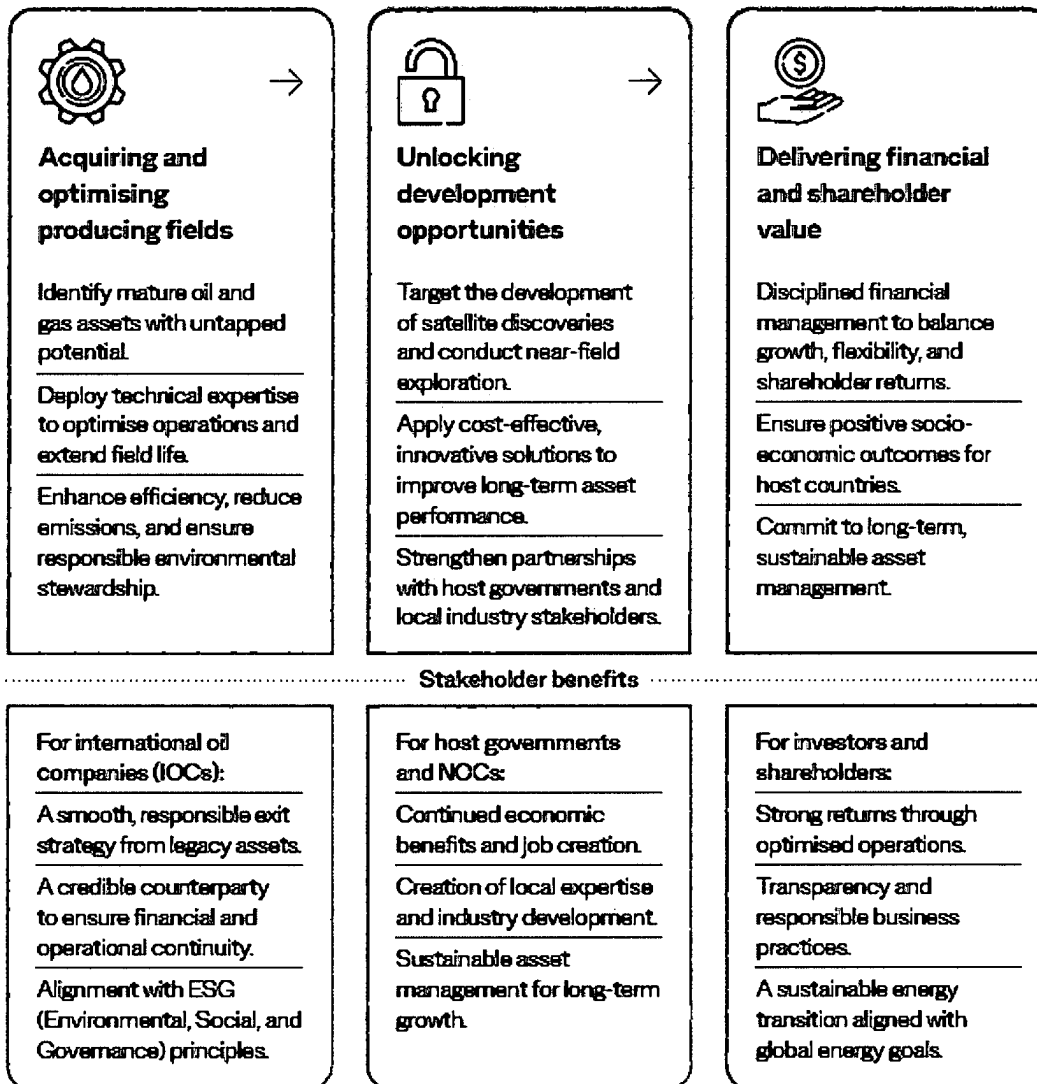 Acquiring and
optimising
producing fields
Identify mature oil and
gas assets with untapped
potential.
Deploy technical expertise
to optimise operations and
extend field life.
Enhance efficiency, reduce
emissions, and ensure
responsible environmental
stewardship.
Unlocking
development
opportunities
Target the development
of satellite discoveries
and conduct near-field
exploration.
Apply cost-effective,
innovative solutions to
improve long-term asset
performance.
Strengthen partnerships
with host governments and
local industry stakeholders.
$
Delivering financial
and shareholder
value
Disciplined financial
management to balance
growth, flexibility, and
shareholder returns.
Ensure positive socio-
economic outcomes for
host countries.
Commit to long-term,
sustainable asset
management.
Stakeholder benefits
For international oil
companies (IOCs):
A smooth, responsible exit
strategy from legacy assets.
A credible counterparty
to ensure financial and
operational continuity.
Alignment with ESG
(Environmental, Social, and
Governance) principles.
For host governments
and NOCs:
Continued economic
benefits and job creation.
Creation of local expertise
and industry development.
Sustainable asset
management for long-term
growth.
For investors and
shareholders:
Strong returns through
optimised operations.
Transparency and
responsible business
practices.
A sustainable energy
transition aligned with
global energy goals.